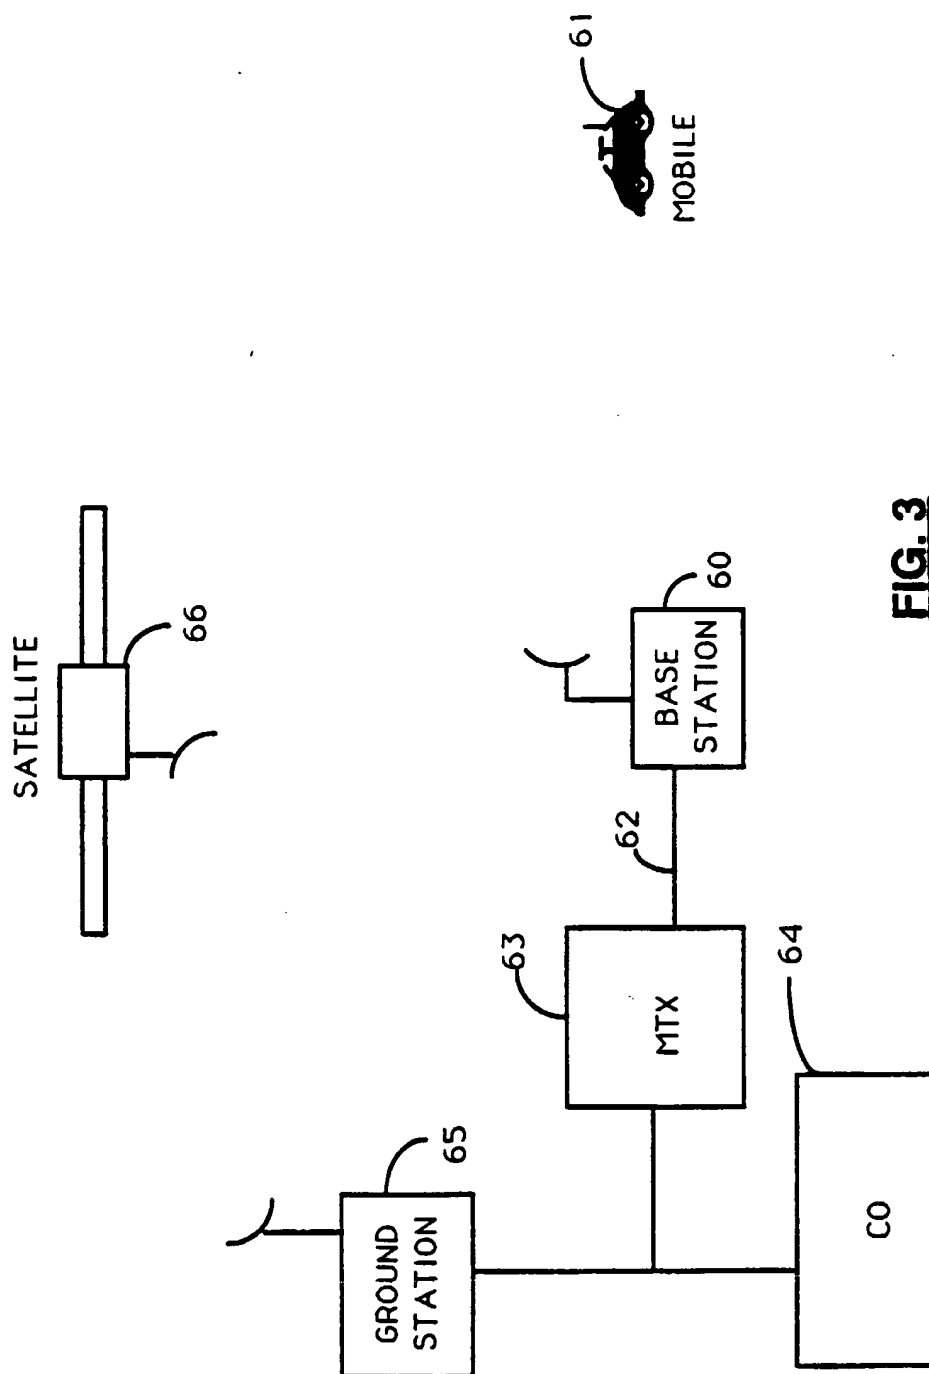 SATELLITE
66
61
MOBILE
GROUND
STATION
65
63
MTX
62
BASE
STATION
60
64
CO
FIG. 3